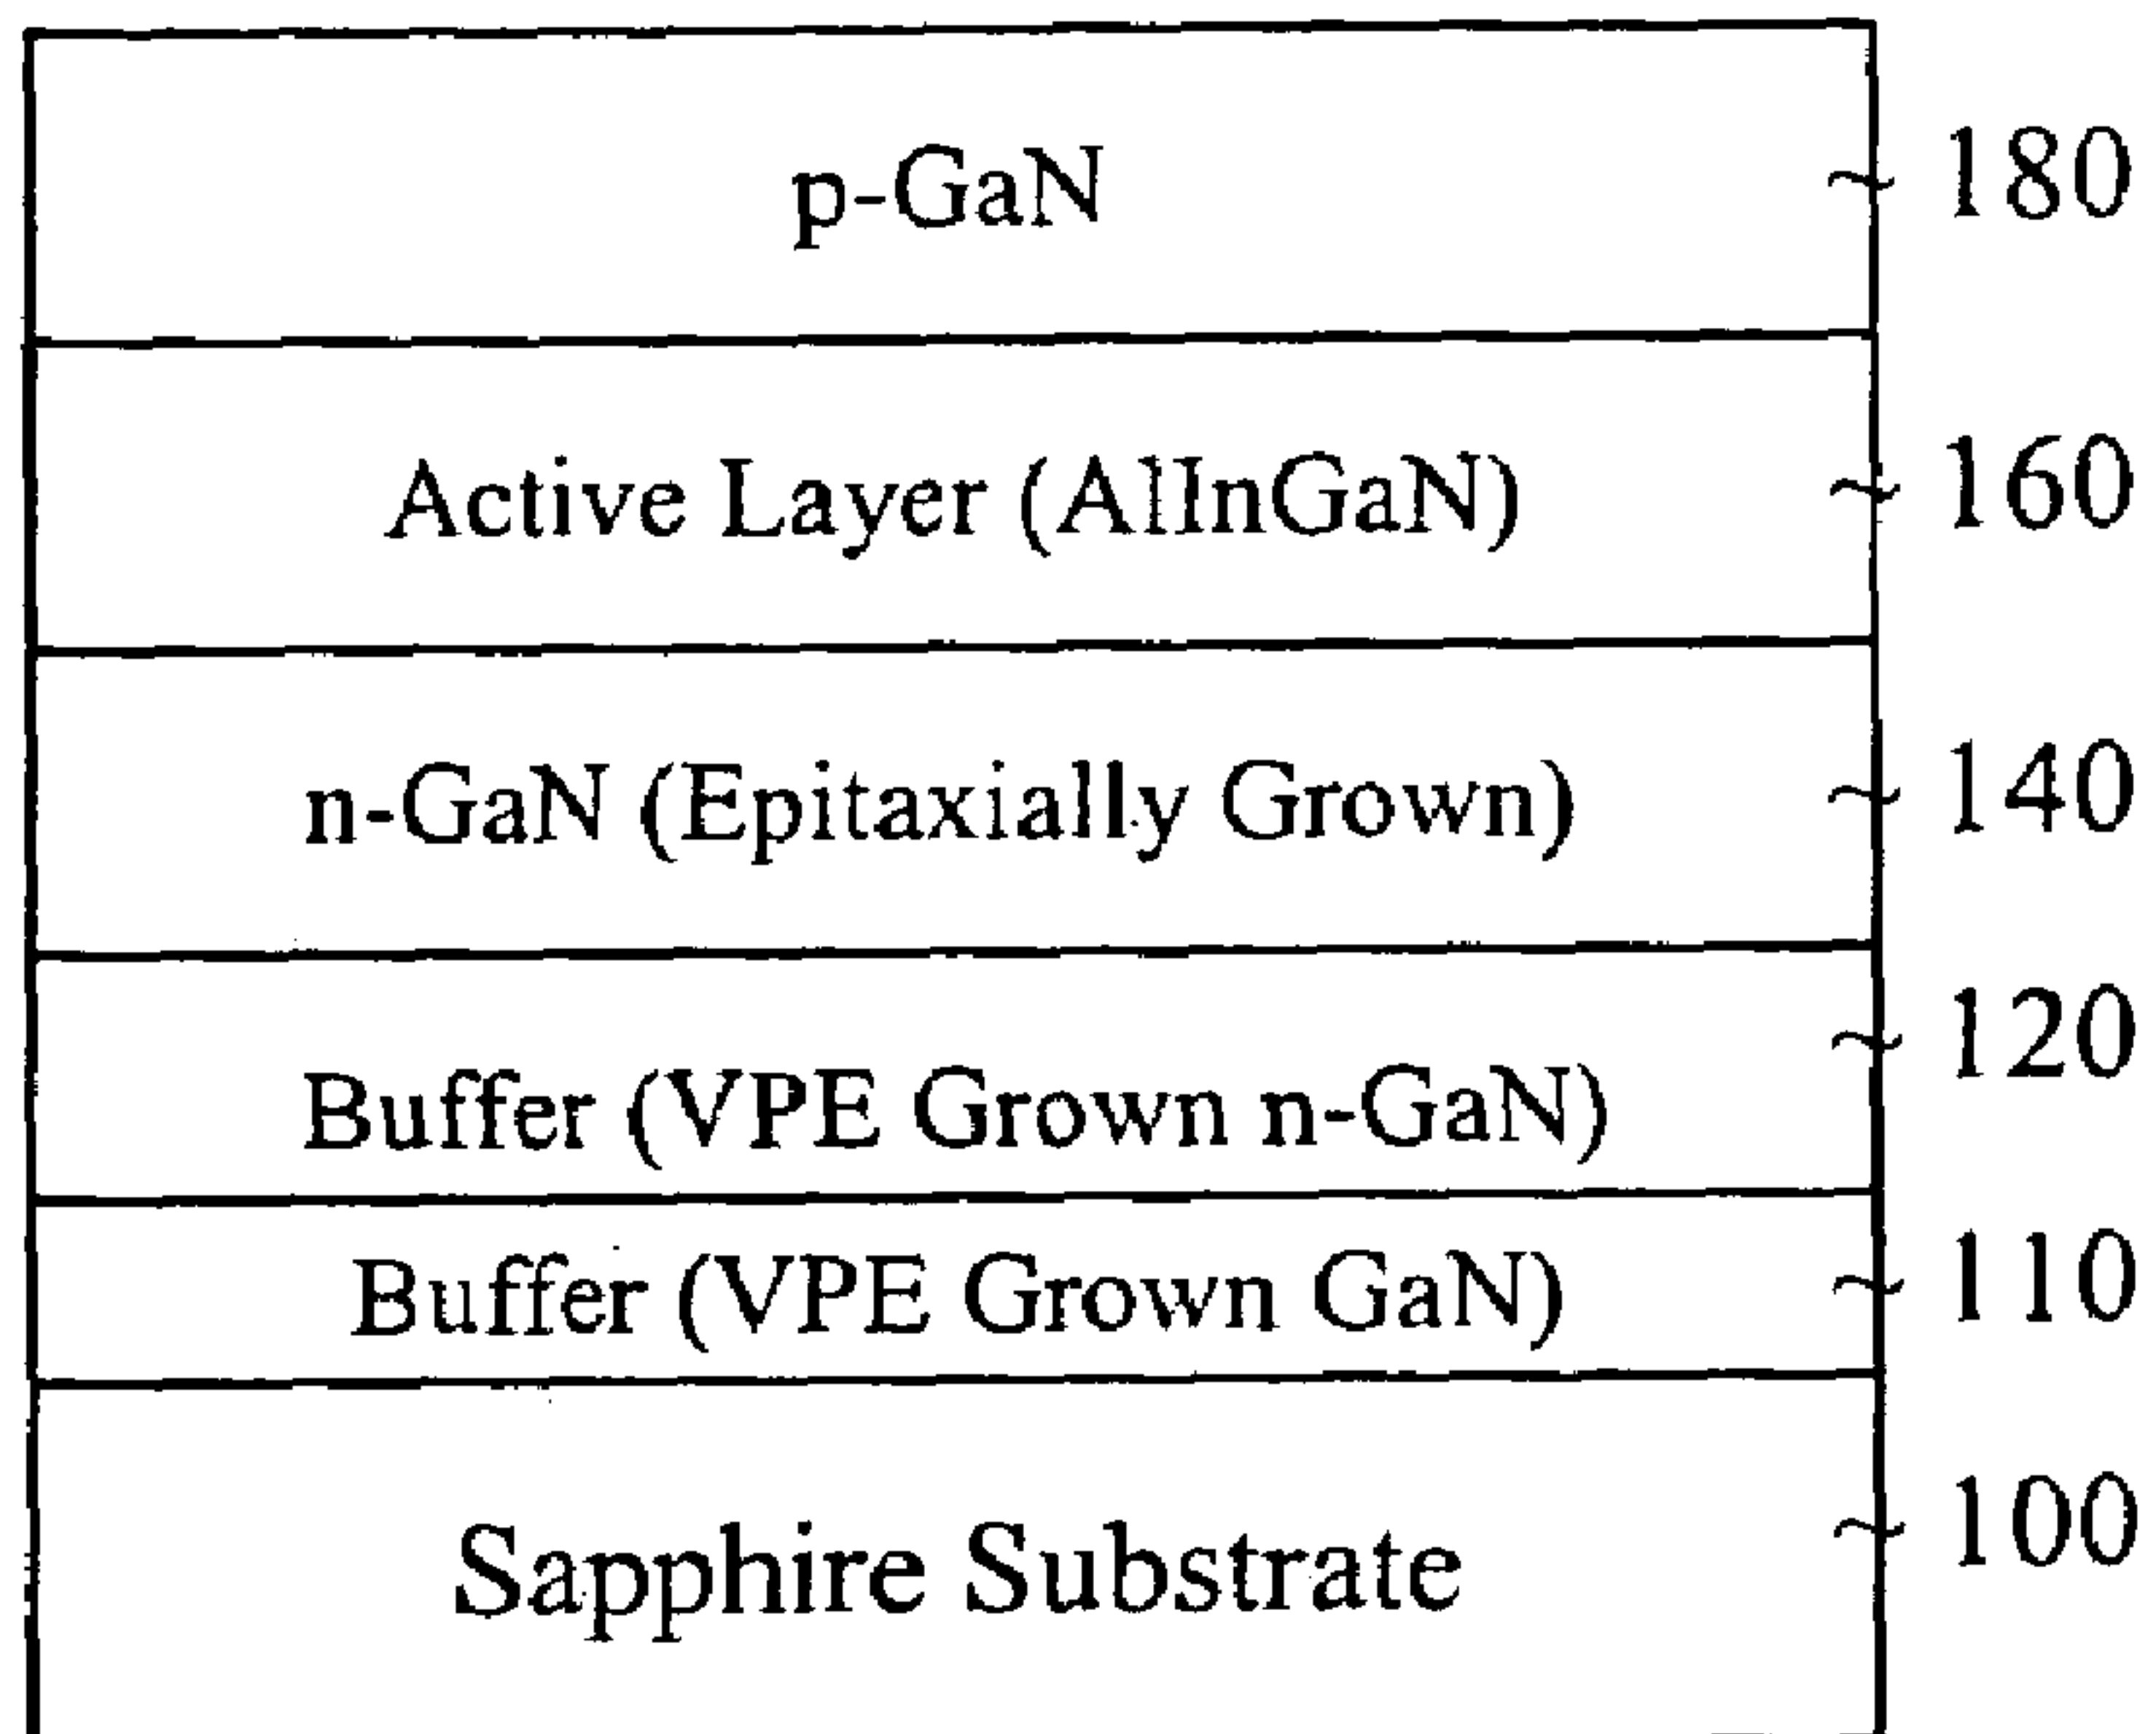 p-GaN 180
Active Layer (AlInGaN) 160
n-GaN (Epitaxially Grown) 140
Buffer (VPE Grown n-GaN) 120
Buffer (VPE Grown GaN) 110
Sapphire Substrate 100